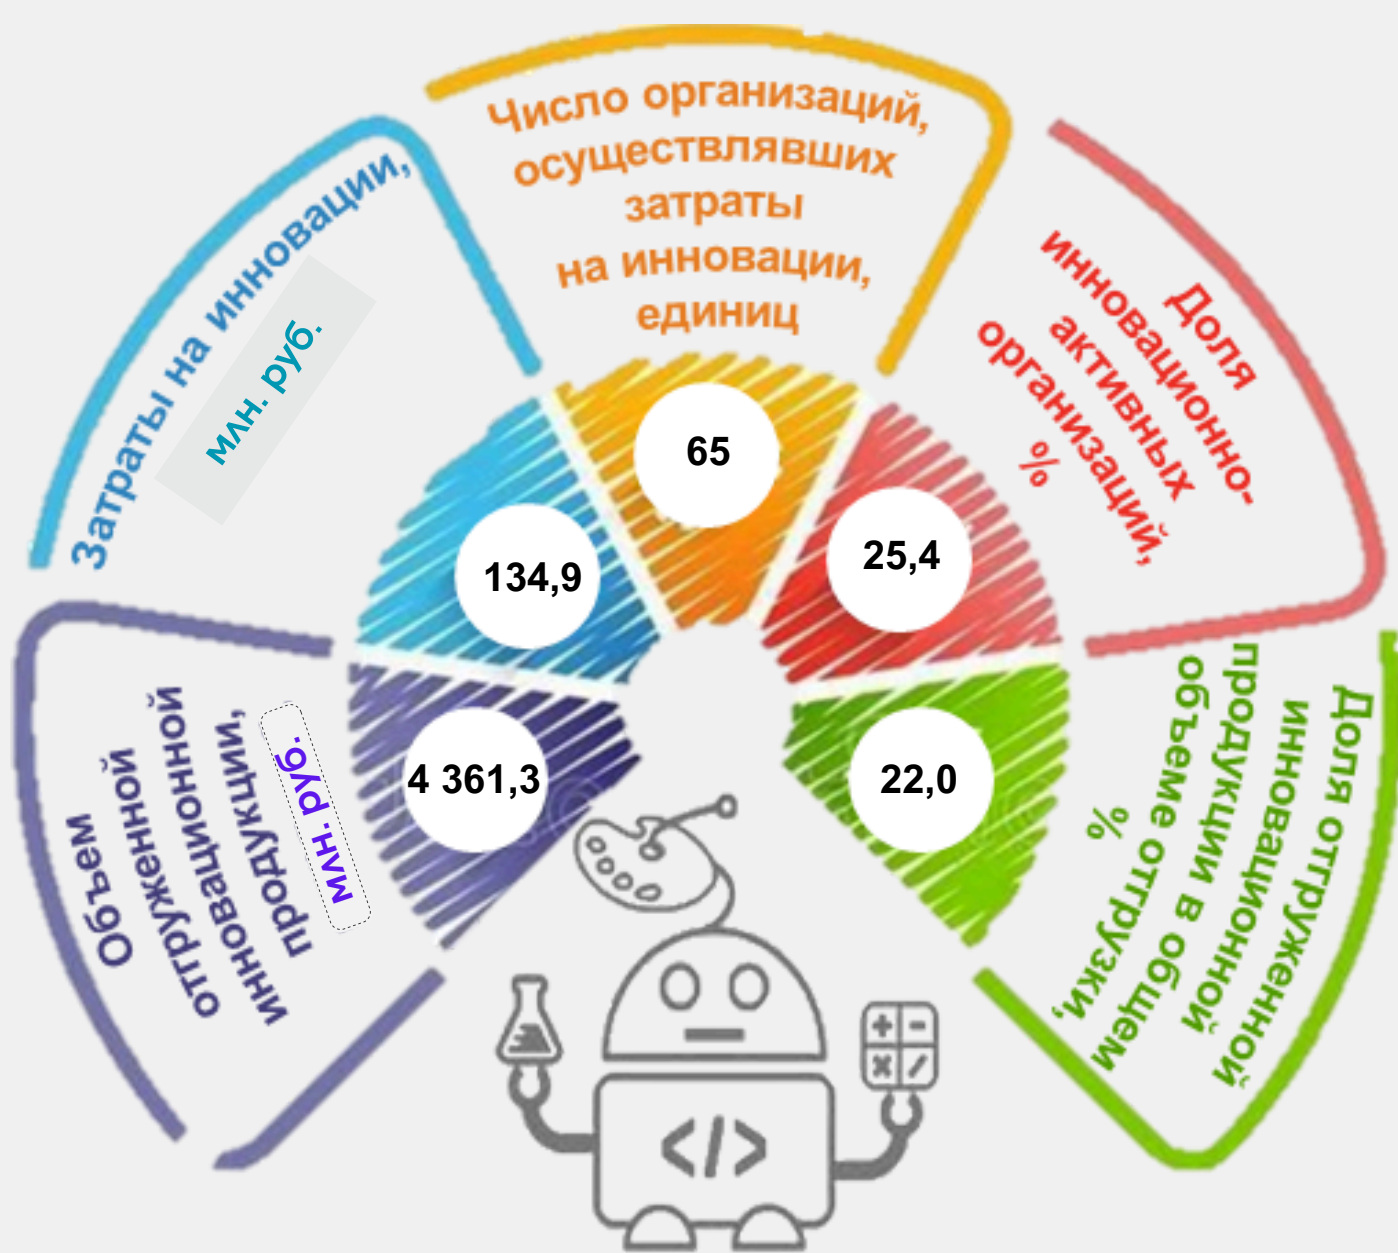 Объем
отгруженной
инновационной
продукции,
млн. руб.
4 361,3
Затраты на инновации,
млн. руб.
134,9
Число организаций,
осуществлявших
затраты
на инновации,
единиц
65
Доля
инновационно-
активных
организаций,
%
25,4
Доля отгруженной
инновационной
продукции в общем
объеме отгрузки,
%
22,0
</>
+ -
× /